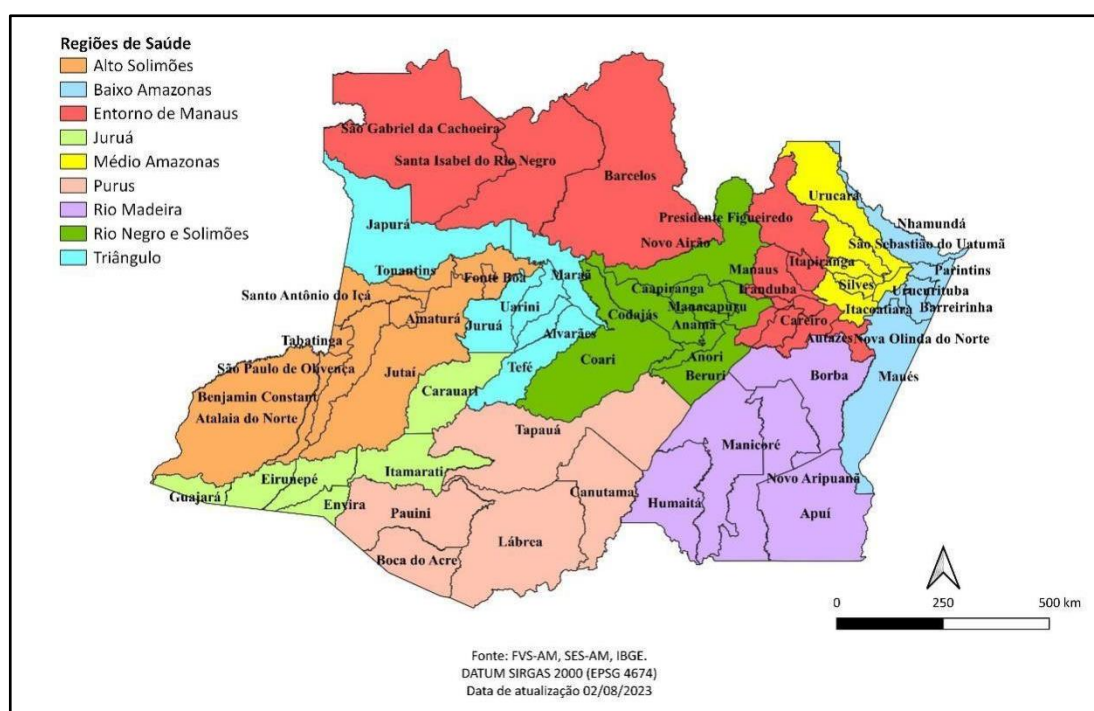 Regiões de Saúde
Alto Solimões
Baixo Amazonas
Entorno de Manaus
Juruá
Médio Amazonas
Purus
Rio Madeira
Rio Negro e Solimões
Triângulo
São Gabriel da Cachoeira
Santa Isabel do Rio Negro
Barcelos
Urucará
Presidente Figueiredo
Nhamundá
Japurá
Novo Airão
São Sebastião do Uatumã
Tonantins
Fonte Boa
Maraã
Manaus
Itapiranga
Parintins
Santo Antônio do Içá
Uarini
Caapiranga
Iranduba
Silves
Urucurituba
Amaturá
Juruá
Codajás
Manacapuru
Itacoatiara
Barreirinha
Tabatinga
Alvarães
Anamã
Careiro
Autazes
Nova Olinda do Norte
São Paulo de Olivença
Jutaí
Tefé
Coari
Anori
Borba
Maués
Benjamin Constant
Carauari
Beruri
Atalaia do Norte
Tapauá
Manicoré
Eirunepé
Itamarati
Novo Aripuanã
Guajará
Envira
Canutama
Humaitá
Pauini
Apuí
Lábrea
Boca do Acre
0 250 500 km
Fonte: FVS-AM, SES-AM, IBGE.
DATUM SIRGAS 2000 (EPSG 4674)
Data de atualização 02/08/2023